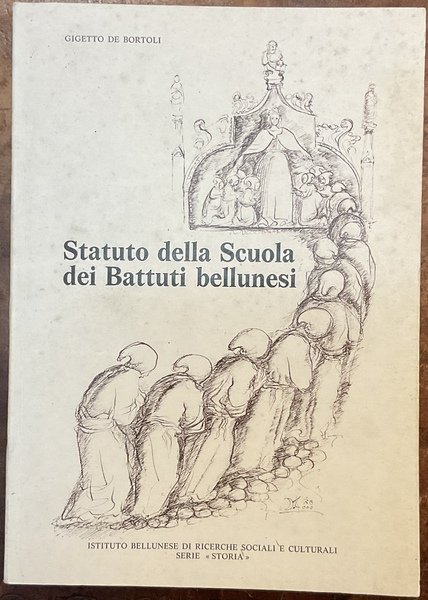 GIGETTO DE BORTOLI
Statuto della Scuola
dei Battuti bellunesi
ISTITUTO BELLUNESE DI RICERCHE SOCIALI E CULTURALI
SERIE «STORIA»